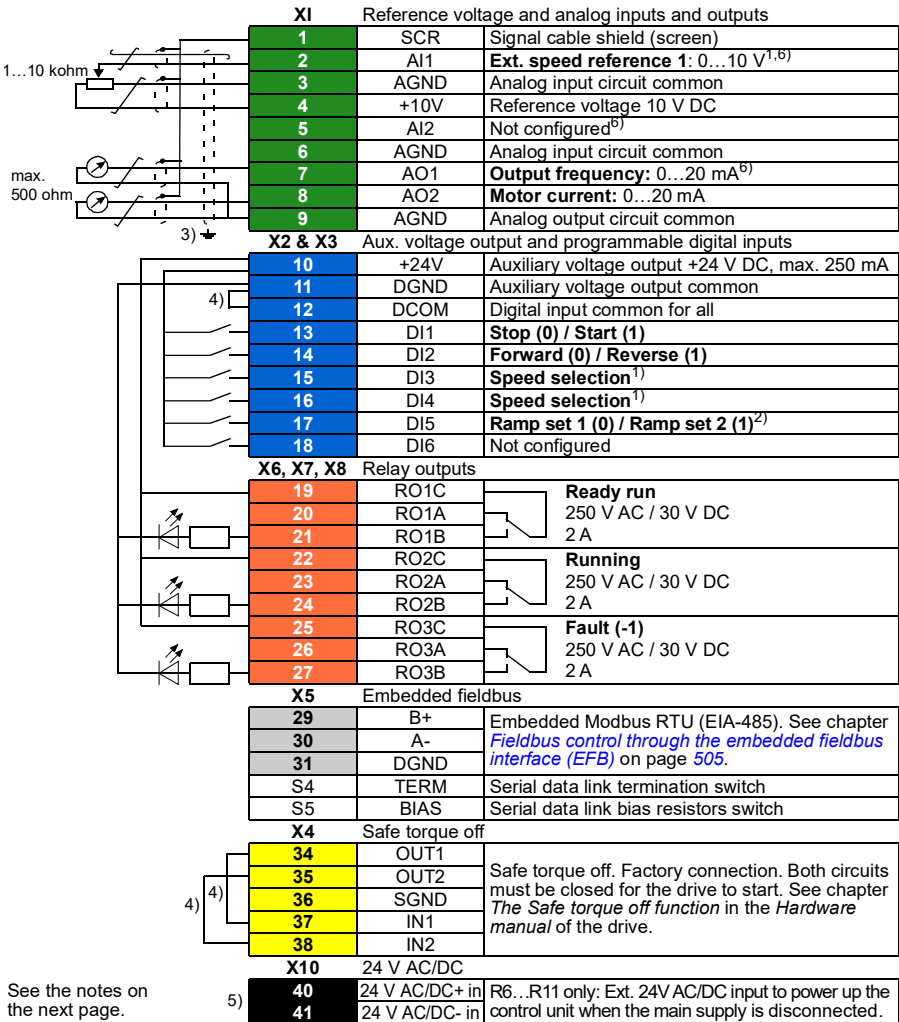 XI Reference voltage and analog inputs and outputs
1 SCR Signal cable shield (screen)
2 AI1 Ext. speed reference 1: 0…10 V1,6)
1…10 kohm
3 AGND Analog input circuit common
4 +10V Reference voltage 10 V DC
5 AI2 Not configured6)
6 AGND Analog input circuit common
7 AO1 Output frequency: 0…20 mA6)
max.
500 ohm
8 AO2 Motor current: 0…20 mA
9 AGND Analog output circuit common
3)
X2 & X3 Aux. voltage output and programmable digital inputs
10 +24V Auxiliary voltage output +24 V DC, max. 250 mA
11 DGND Auxiliary voltage output common
4)
12 DCOM Digital input common for all
13 DI1 Stop (0) / Start (1)
14 DI2 Forward (0) / Reverse (1)
15 DI3 Speed selection1)
16 DI4 Speed selection1)
17 DI5 Ramp set 1 (0) / Ramp set 2 (1)2)
18 DI6 Not configured
X6, X7, X8 Relay outputs
19 RO1C Ready run
20 RO1A 250 V AC / 30 V DC
21 RO1B 2 A
22 RO2C Running
23 RO2A 250 V AC / 30 V DC
24 RO2B 2 A
25 RO3C Fault (-1)
26 RO3A 250 V AC / 30 V DC
27 RO3B 2 A
X5 Embedded fieldbus
29 B+
30 A-
31 DGND
Embedded Modbus RTU (EIA-485). See chapter
Fieldbus control through the embedded fieldbus
interface (EFB) on page 505.
S4 TERM Serial data link termination switch
S5 BIAS Serial data link bias resistors switch
X4 Safe torque off
34 OUT1
35 OUT2
36 SGND
37 IN1
38 IN2
4)
4)
Safe torque off. Factory connection. Both circuits
must be closed for the drive to start. See chapter
The Safe torque off function in the Hardware
manual of the drive.
X10 24 V AC/DC
40 24 V AC/DC+ in
41 24 V AC/DC- in
5)
R6…R11 only: Ext. 24V AC/DC input to power up the
control unit when the main supply is disconnected.
See the notes on
the next page.